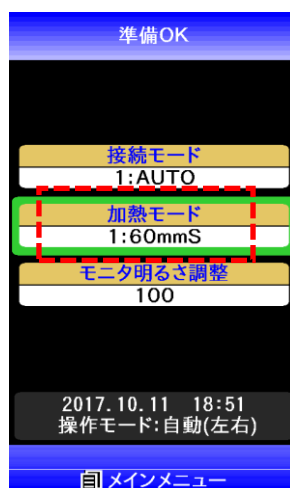 準備OK
接続モード
1:AUTO
加熱モード
1:60mmS
モニタ明るさ調整
100
2017.10.11 18:51
操作モード:自動(左右)
メインメニュー